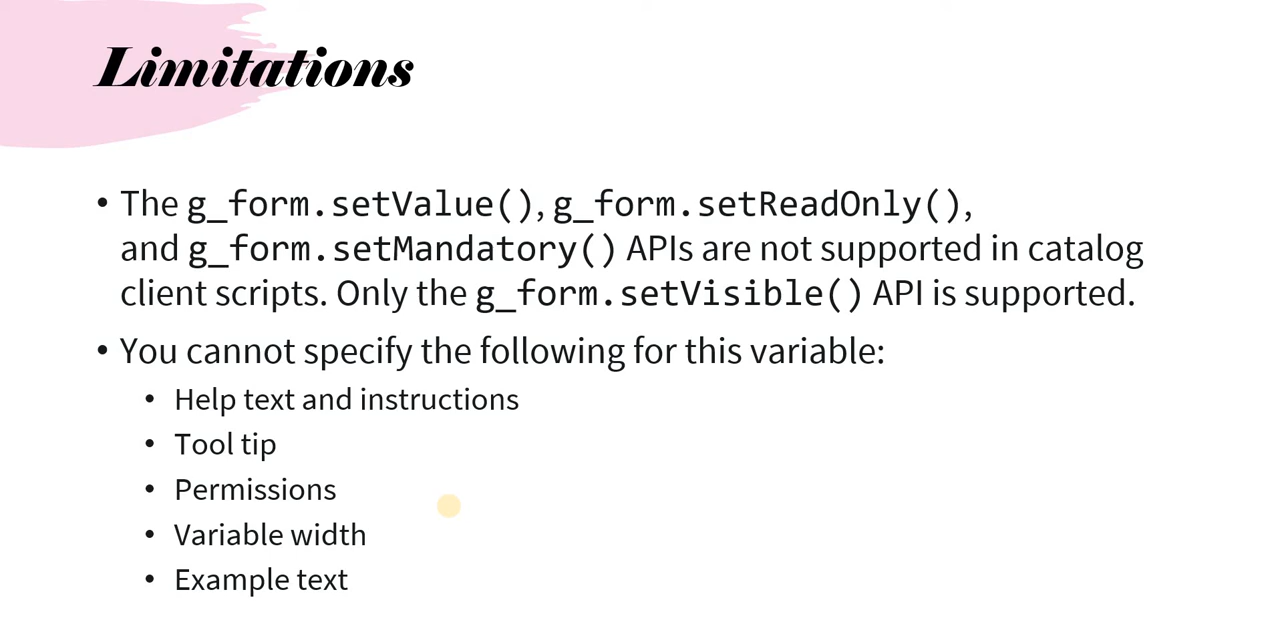 Limitations
• The g_form.setValue(), g_form.setReadOnly(),
and g_form.setMandatory() APIs are not supported in catalog
client scripts. Only the g_form.setVisible() API is supported.
• You cannot specify the following for this variable:
• Help text and instructions
• Tool tip
• Permissions
• Variable width
• Example text